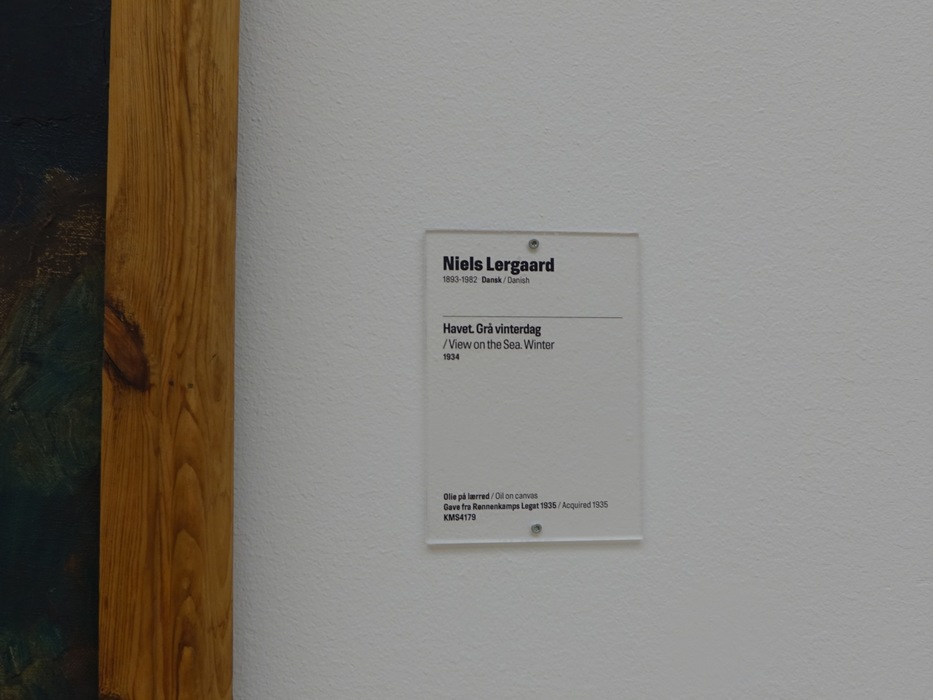 Niels Lergaard
1893-1982 Dansk / Danish
Havet. Grå vinterdag
/ View on the Sea. Winter
1934
Olie på lærred / Oil on canvas
Gave fra Rønnenkamps Legat 1935 / Acquired 1935
KMS4179